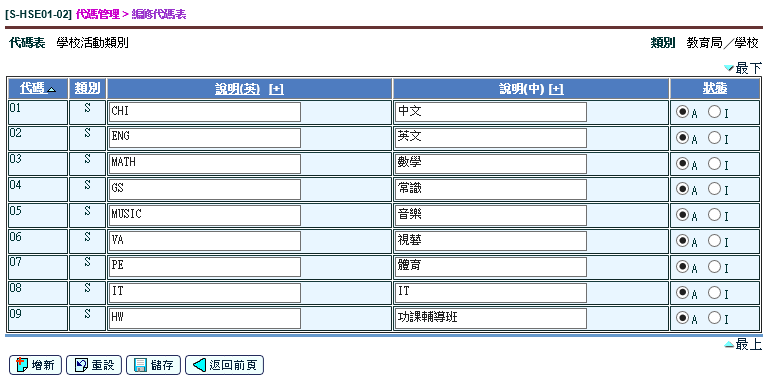 [S-HSE01-02] 代碼管理 > 編修代碼表
代碼表 學校活動類別 類別 教育局／學校
最下
代碼 類別 說明(英) [+] 說明(中) [+] 狀態
01 S CHI 中文 A I
02 S ENG 英文 A I
03 S MATH 數學 A I
04 S GS 常識 A I
05 S MUSIC 音樂 A I
06 S VA 視藝 A I
07 S PE 體育 A I
08 S IT IT A I
09 S HW 功課輔導班 A I
最上
增新 重設 儲存 返回前頁